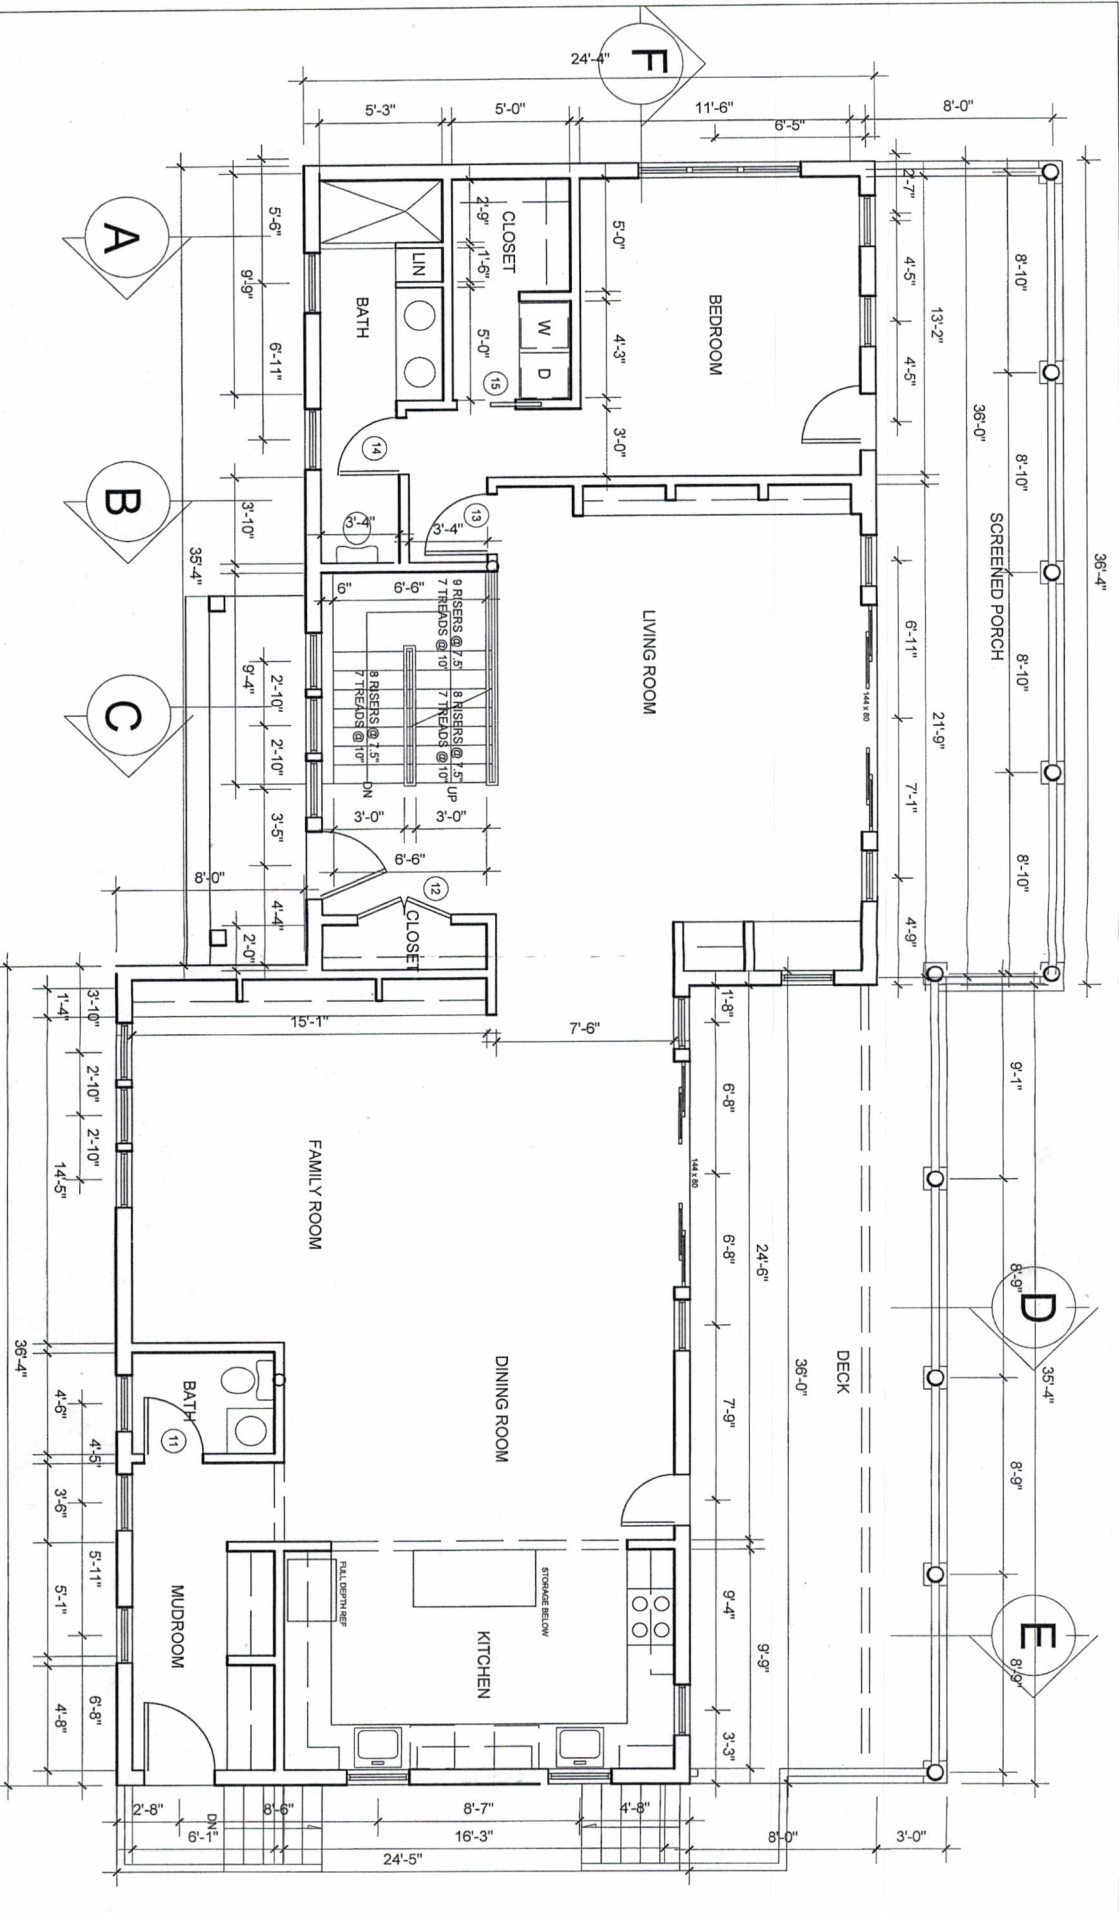 24'-4"
F
5'-3"
5'-0"
11'-6"
6'-5"
8'-0"
A
B
C
5'-6"
9'-9"
6'-11"
3'-10"
35'-4"
9'-4"
2'-10"
2'-10"
3'-5"
4'-4"
8'-0"
2'-0"
BATH
LIN
CLOSET
2'-9"
1'-6"
5'-0"
W
D
15
14
13
3'-4"
3'-4"
5'-0"
4'-3"
3'-0"
BEDROOM
6"
6'-6"
9 RISERS @ 7.5"
7 TREADS @ 10"
8 RISERS @ 7.5"
7 TREADS @ 10"
8 RISERS @ 7.5"
7 TREADS @ 10"
DN
UP
3'-0"
3'-0"
6'-6"
12
CLOSET
LIVING ROOM
144 x 80
2'-7"
4'-5"
4'-5"
13'-2"
6'-11"
7'-1"
4'-9"
21'-9"
36'-0"
SCREENED PORCH
8'-10"
8'-10"
8'-10"
8'-10"
36'-4"
15'-1"
7'-6"
1'-4"
3'-10"
2'-10"
2'-10"
14'-5"
36'-4"
4'-6"
4'-5"
3'-6"
5'-11"
5'-1"
6'-8"
4'-8"
FAMILY ROOM
DINING ROOM
BATH
11
MUDROOM
FULL DEPTH REF
STORAGE BELOW
KITCHEN
144 x 80
1'-8"
6'-8"
6'-8"
7'-9"
9'-4"
3'-3"
24'-6"
9'-9"
36'-0"
DECK
9'-1"
8'-9"
8'-9"
8'-9"
35'-4"
D
E
2'-8"
DN
8'-6"
8'-7"
4'-8"
6'-1"
16'-3"
8'-0"
3'-0"
24'-5"